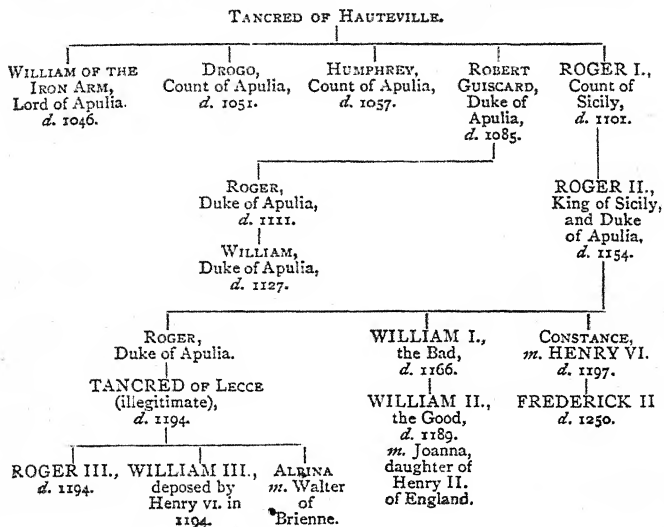 TANCRED OF HAUTEVILLE.
WILLIAM OF THE
IRON ARM,
Lord of Apulia.
d. 1046.
DROGO,
Count of Apulia,
d. 1051.
HUMPHREY,
Count of Apulia,
d. 1057.
ROBERT
GUISCARD,
Duke of
Apulia,
d. 1085.
ROGER I.,
Count of
Sicily,
d. 1101.
ROGER,
Duke of Apulia,
d. 1111.
WILLIAM,
Duke of Apulia,
d. 1127.
ROGER II.,
King of Sicily,
and Duke
of Apulia,
d. 1154.
ROGER,
Duke of Apulia.
TANCRED OF LECCE
(illegitimate),
d. 1194.
WILLIAM I.,
the Bad,
d. 1166.
WILLIAM II.,
the Good,
d. 1189.
m. Joanna,
daughter of
Henry II.
of England.
CONSTANCE,
m. HENRY VI.
d. 1197.
FREDERICK II
d. 1250.
ROGER III.,
d. 1194.
WILLIAM III.,
deposed by
Henry VI. in
1194.
ALBINA
m. Walter
of
Brienne.